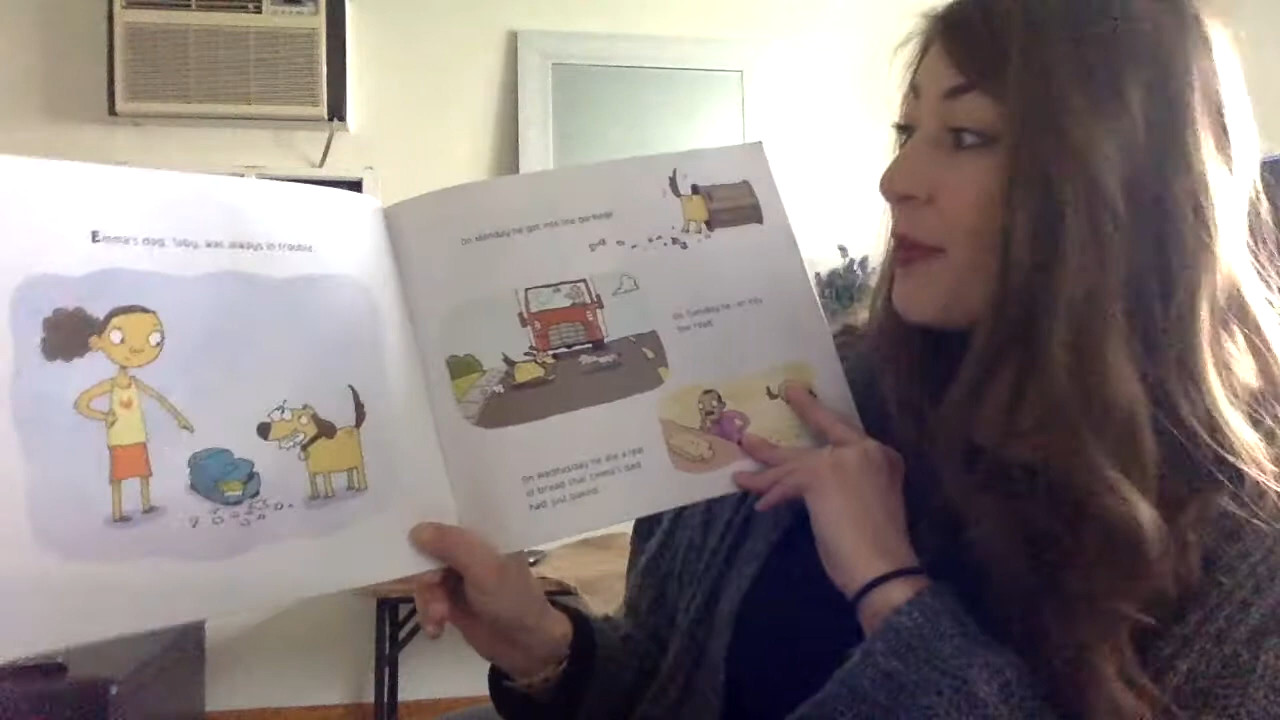 Emma's dog, Toby, was always in trouble.
On Monday he got into the garbage.
On Tuesday he ran into
the road.
On Wednesday he ate a loaf
of bread that Emma's dad
had just baked.